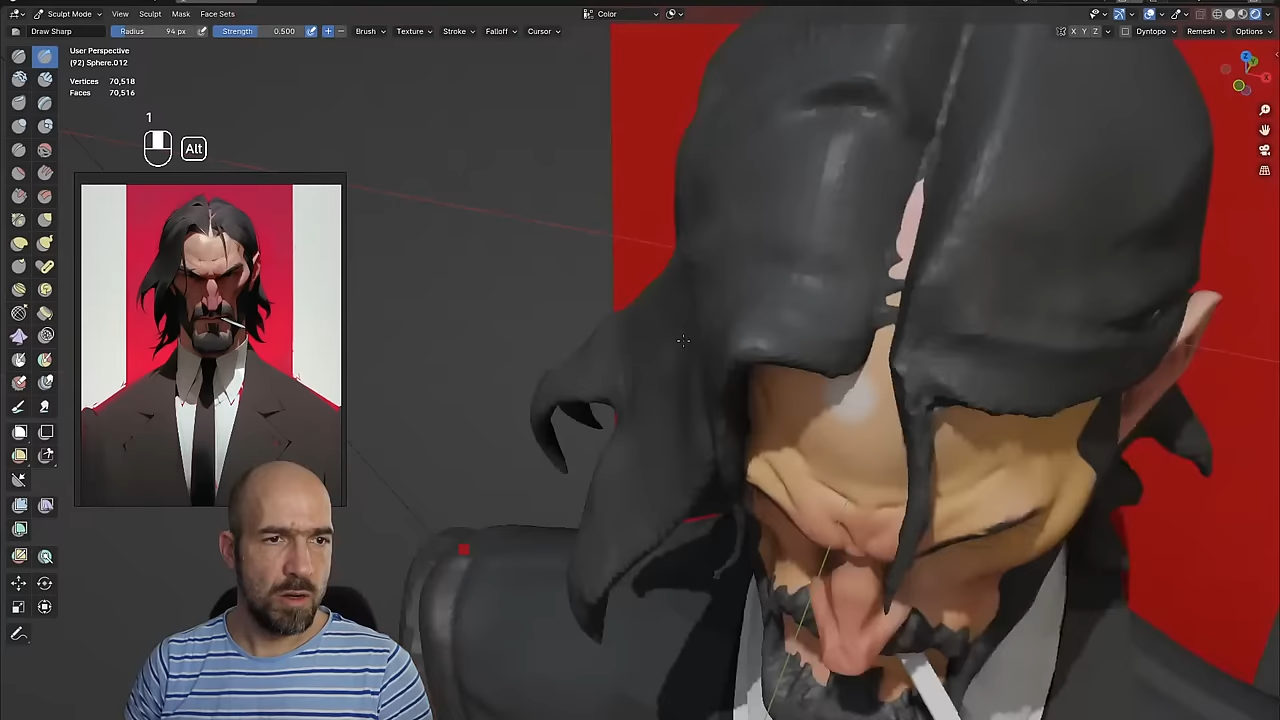 Sculpt Mode View Sculpt Mask Face Sets Color
Draw Sharp Radius 94 px Strength 0.500 Brush Texture Stroke Falloff Cursor X Y Z Dyntopo Remesh Options
User Perspective
(92) Sphere.012
Vertices 70,518
Faces 70,516
1
Alt